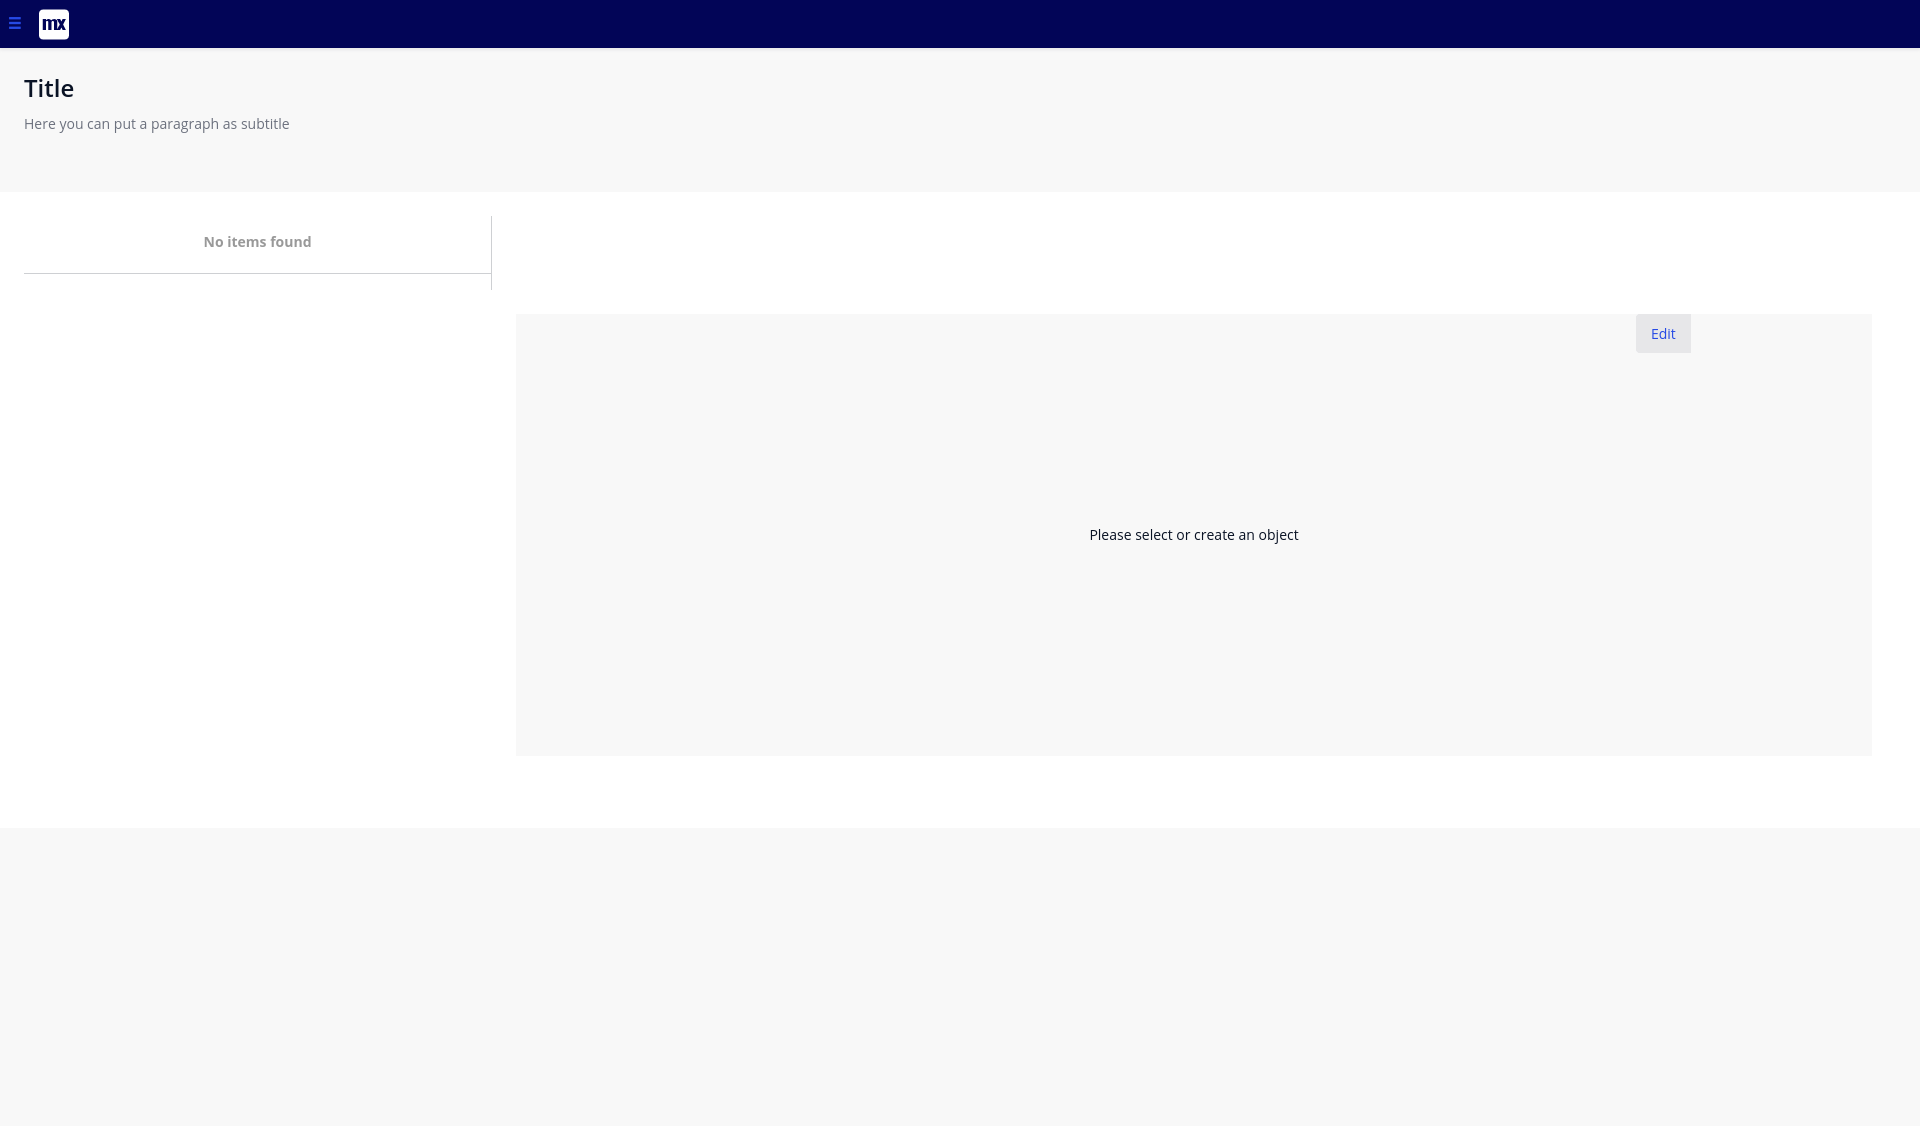 mx
Title
Here you can put a paragraph as subtitle
No items found
Edit
Please select or create an object